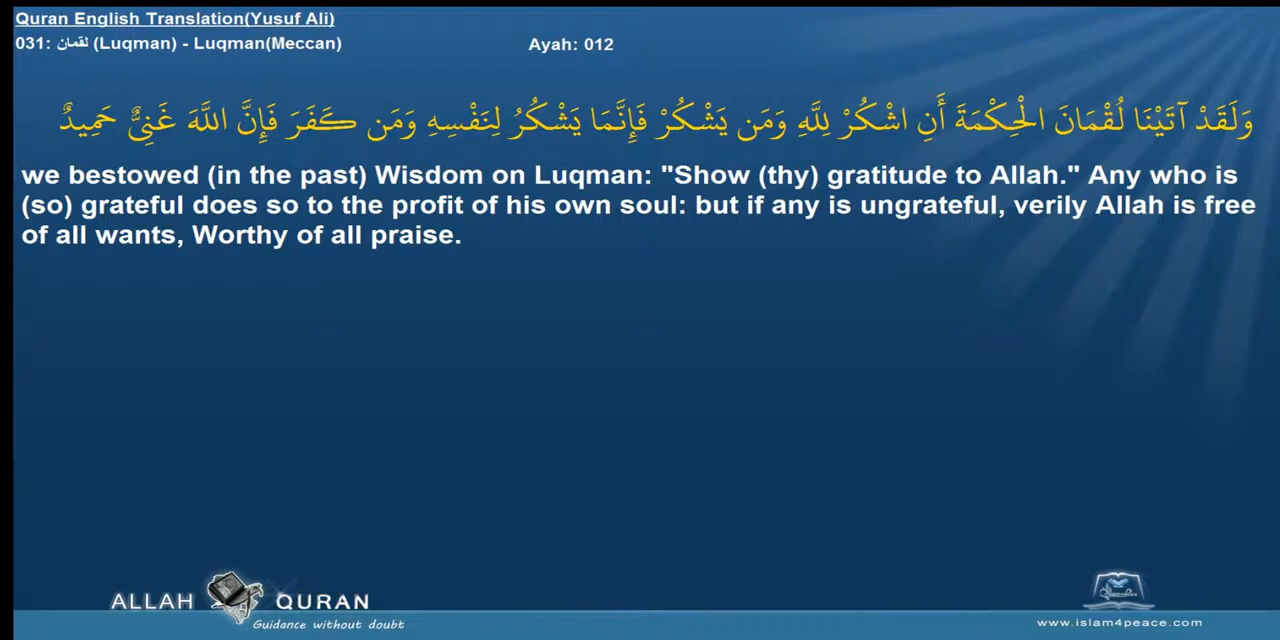 Quran English Translation(Yusuf Ali)
031: لقمان (Luqman) - Luqman(Meccan) Ayah: 012
وَلَقَدْ آتَيْنَا لُقْمَانَ الْحِكْمَةَ أَنِ اشْكُرْ لِلَّهِ وَمَن يَشْكُرْ فَإِنَّمَا يَشْكُرُ لِنَفْسِهِ وَمَن كَفَرَ فَإِنَّ اللَّهَ غَنِيٌّ حَمِيدٌ
we bestowed (in the past) Wisdom on Luqman: "Show (thy) gratitude to Allah." Any who is
(so) grateful does so to the profit of his own soul: but if any is ungrateful, verily Allah is free
of all wants, Worthy of all praise.
ALLAH QURAN
Guidance without doubt
www.islam4peace.com